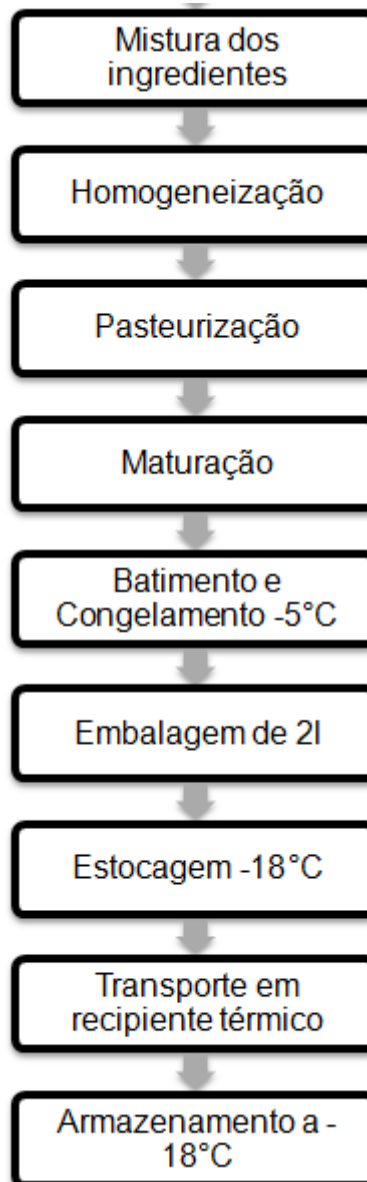 Mistura dos
ingredientes
Homogeneização
Pasteurização
Maturação
Batimento e
Congelamento -5°C
Embalagem de 2l
Estocagem -18°C
Transporte em
recipiente térmico
Armazenamento a -
18°C